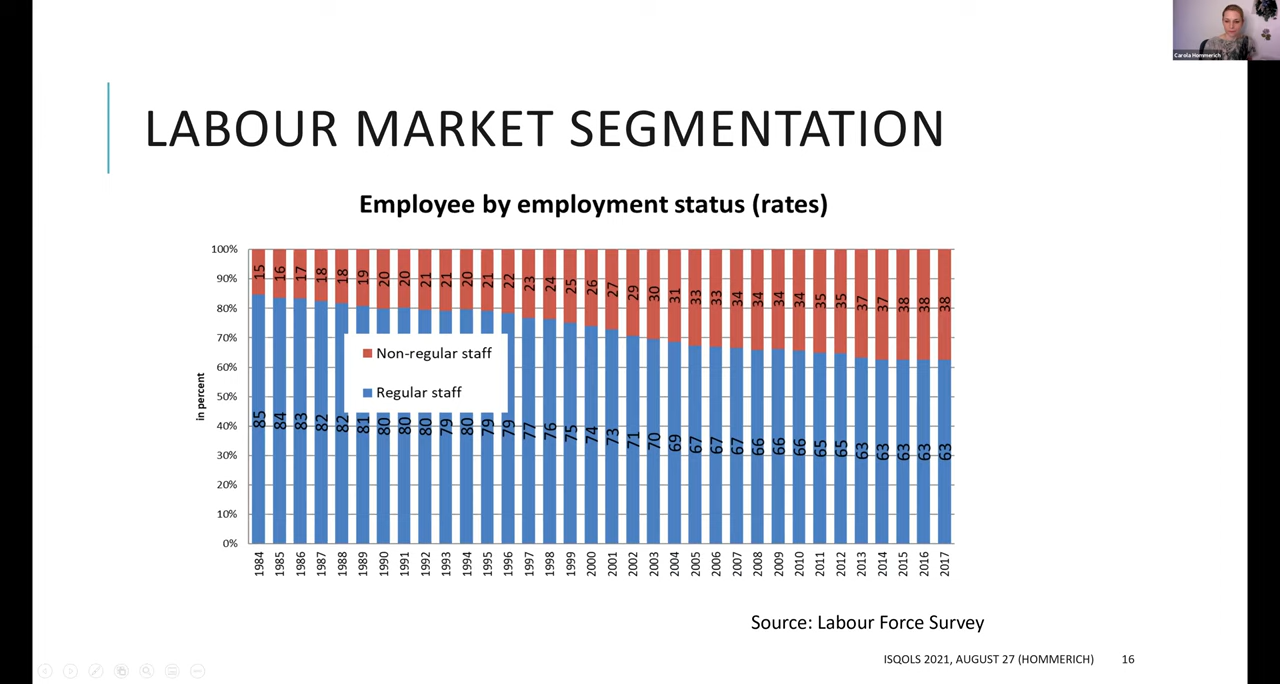 Carola Hommerich
LABOUR MARKET SEGMENTATION
Employee by employment status (rates)
in percent
100%
90%
80%
70%
60%
50%
40%
30%
20%
10%
0%
15 16 17 18 18 19 20 20 21 21 20 21 22 23 24 25 26 27 29 30 31 33 33 34 34 34 34 35 35 37 37 38 38 38
Non-regular staff
Regular staff
85 84 83 82 82 81 80 80 80 79 80 79 79 77 76 75 74 73 71 70 69 67 67 67 66 66 66 65 65 63 63 63 63 63
1984 1985 1986 1987 1988 1989 1990 1991 1992 1993 1994 1995 1996 1997 1998 1999 2000 2001 2002 2003 2004 2005 2006 2007 2008 2009 2010 2011 2012 2013 2014 2015 2016 2017
Source: Labour Force Survey
ISQOLS 2021, AUGUST 27 (HOMMERICH) 16